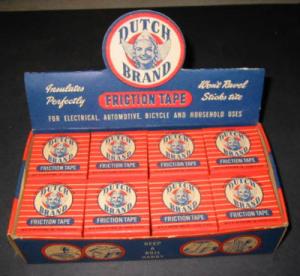 DUTCH
BRAND
Insulates
Perfectly
Won't Ravel
Sticks tite
FRICTION TAPE
FOR ELECTRICAL, AUTOMOTIVE, BICYCLE AND HOUSEHOLD USES
DUTCH
BRAND
FRICTION TAPE
DUTCH
BRAND
FRICTION TAPE
DUTCH
BRAND
FRICTION TAPE
DUTCH
BRAND
FRICTION TAPE
DUTCH
BRAND
FRICTION TAPE
DUTCH
BRAND
FRICTION TAPE
DUTCH
BRAND
FRICTION TAPE
DUTCH
BRAND
FRICTION TAPE
KEEP
A
ROLL
HANDY